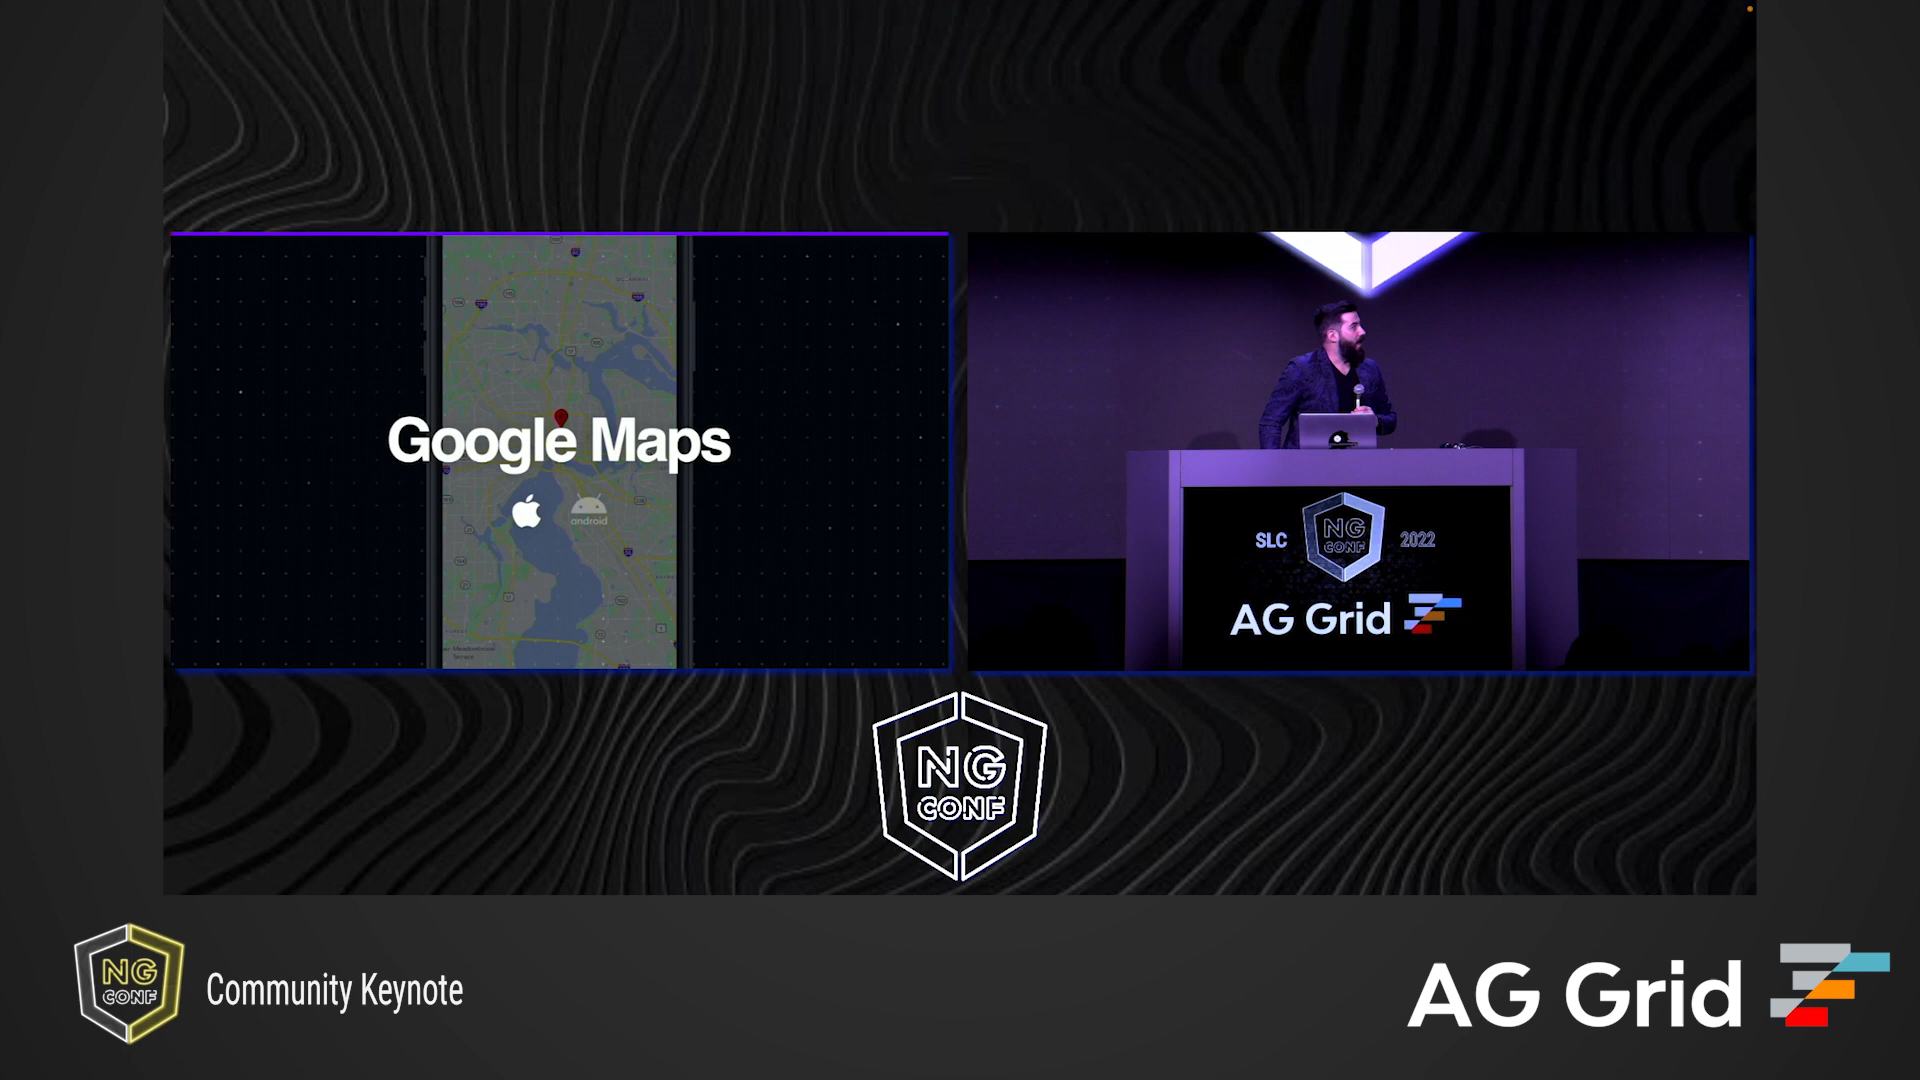 Google Maps
android
SLC
NG
CONF
2022
AG Grid
NG
CONF
NG
CONF
Community Keynote
AG Grid